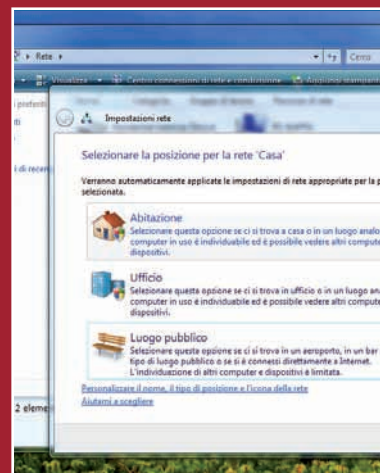 Rete
Cerca
Visualizza
Centro connessioni di rete e condivisione
Aggiungi stampante
preferiti
i di recen
Impostazioni rete
Selezionare la posizione per la rete 'Casa'
Verranno automaticamente applicate le impostazioni di rete appropriate per la p
selezionata.
Abitazione
Selezionare questa opzione se ci si trova a casa o in un luogo analo
computer in uso è individuabile ed è possibile vedere altri compute
dispositivi.
Ufficio
Selezionare questa opzione se ci si trova in ufficio o in un luogo an
computer in uso è individuabile ed è possibile vedere altri compute
dispositivi.
Luogo pubblico
Selezionare questa opzione se ci si trova in un aeroporto, in un bar
tipo di luogo pubblico o se si è connessi direttamente a Internet.
L'individuazione di altri computer e dispositivi è limitata.
Personalizzare il nome, il tipo di posizione e l'icona della rete
Aiutami a scegliere
2 eleme